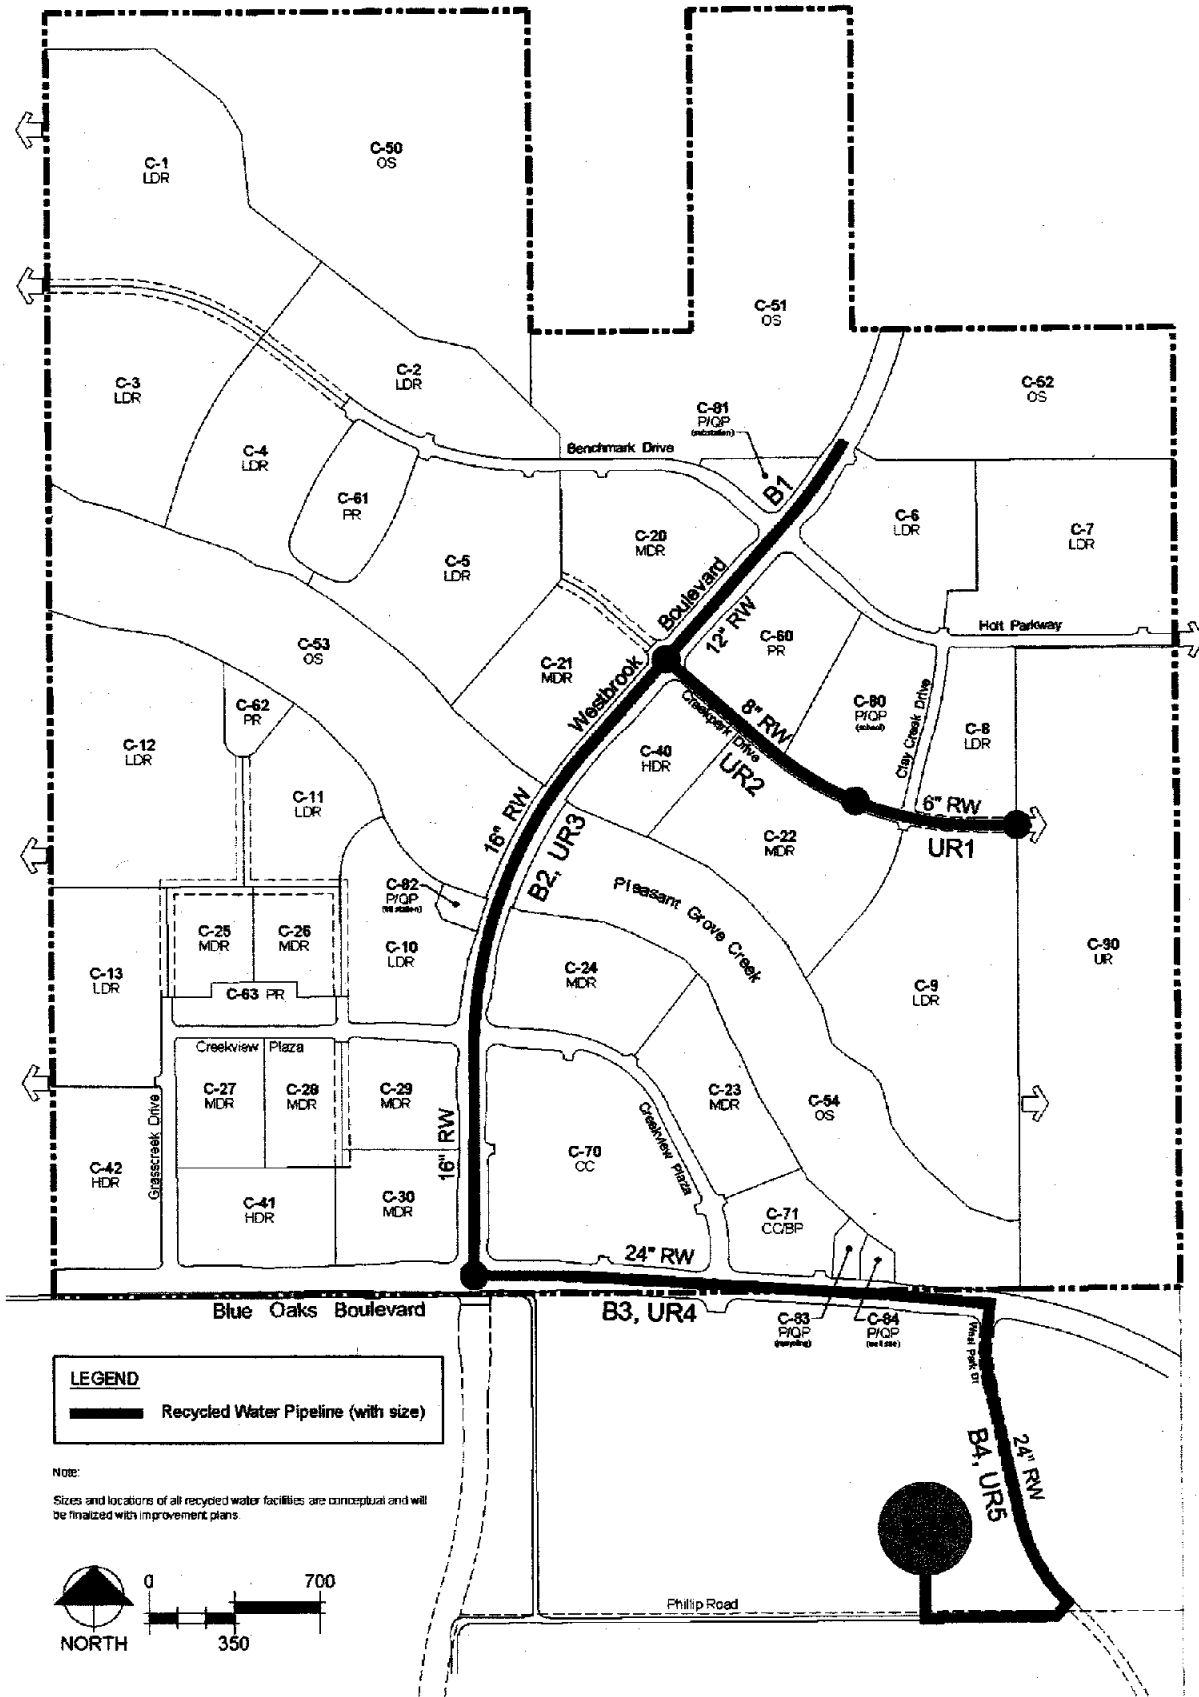 C-50
OS
C-1
LDR
C-51
OS
C-2
LDR
C-3
LDR
C-52
OS
C-81
P/QP
(substation)
Benchmark Drive
C-4
LDR
C-61
PR
B1
C-6
LDR
C-7
LDR
C-20
MDR
C-5
LDR
Westbrook Boulevard
12" RW
C-60
PR
Holt Parkway
C-53
OS
C-21
MDR
C-62
PR
C-80
P/QP
(school)
Clay Creek Drive
C-8
LDR
8" RW
Creekpark Drive
UR2
C-12
LDR
C-40
HDR
C-11
LDR
16" RW
B2, UR3
6" RW
UR1
C-22
MDR
C-82
P/QP
Pleasant Grove Creek
C-25
MDR
C-26
MDR
C-10
LDR
C-90
UR
C-13
LDR
C-24
MDR
C-9
LDR
C-63 PR
Creekview Plaza
C-27
MDR
C-28
MDR
C-29
MDR
C-23
MDR
C-54
OS
Grasscreek Drive
16" RW
Creekview Plaza
C-70
CC
C-42
HDR
C-41
HDR
C-30
MDR
C-71
CC/BP
24" RW
Blue Oaks Boulevard
B3, UR4
C-83
P/QP
(recycling)
C-84
P/QP
(well site)
West Park Dr
LEGEND
Recycled Water Pipeline (with size)
24" RW
B4, UR5
Note:
Sizes and locations of all recycled water facilities are conceptual and will
be finalized with improvement plans.
0 700
350
NORTH
Phillip Road